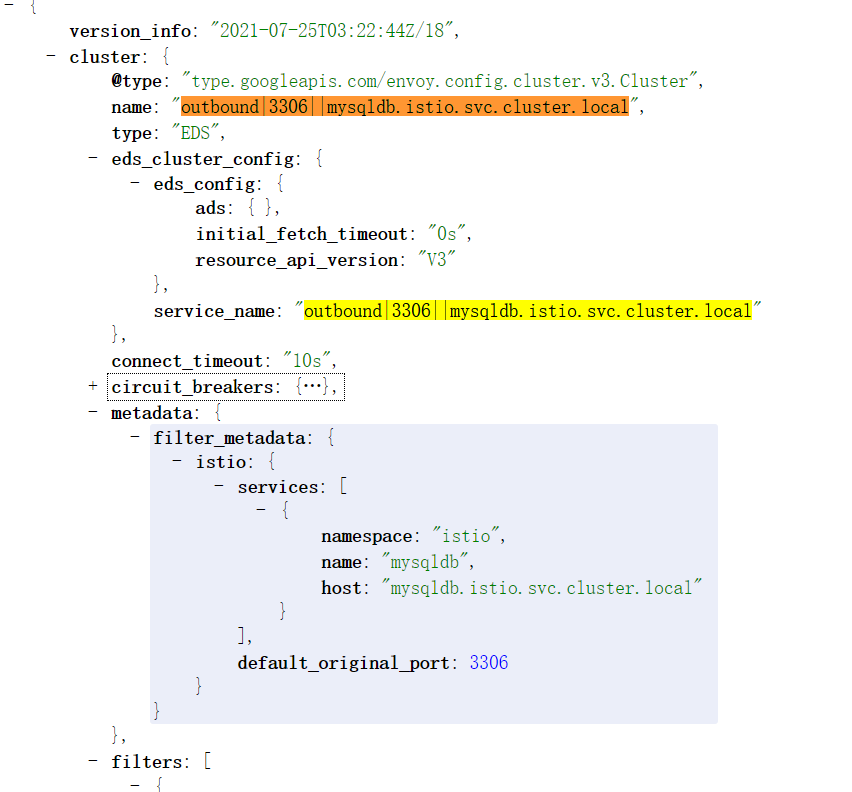 - {
version_info: "2021-07-25T03:22:44Z/18",
- cluster: {
@type: "type.googleapis.com/envoy.config.cluster.v3.Cluster",
name: "outbound|3306||mysqldb.istio.svc.cluster.local",
type: "EDS",
- eds_cluster_config: {
- eds_config: {
ads: { },
initial_fetch_timeout: "0s",
resource_api_version: "V3"
},
service_name: "outbound|3306||mysqldb.istio.svc.cluster.local"
},
connect_timeout: "10s",
+ circuit_breakers: {…},
- metadata: {
- filter_metadata: {
- istio: {
- services: [
- {
namespace: "istio",
name: "mysqldb",
host: "mysqldb.istio.svc.cluster.local"
}
],
default_original_port: 3306
}
}
},
- filters: [
- {